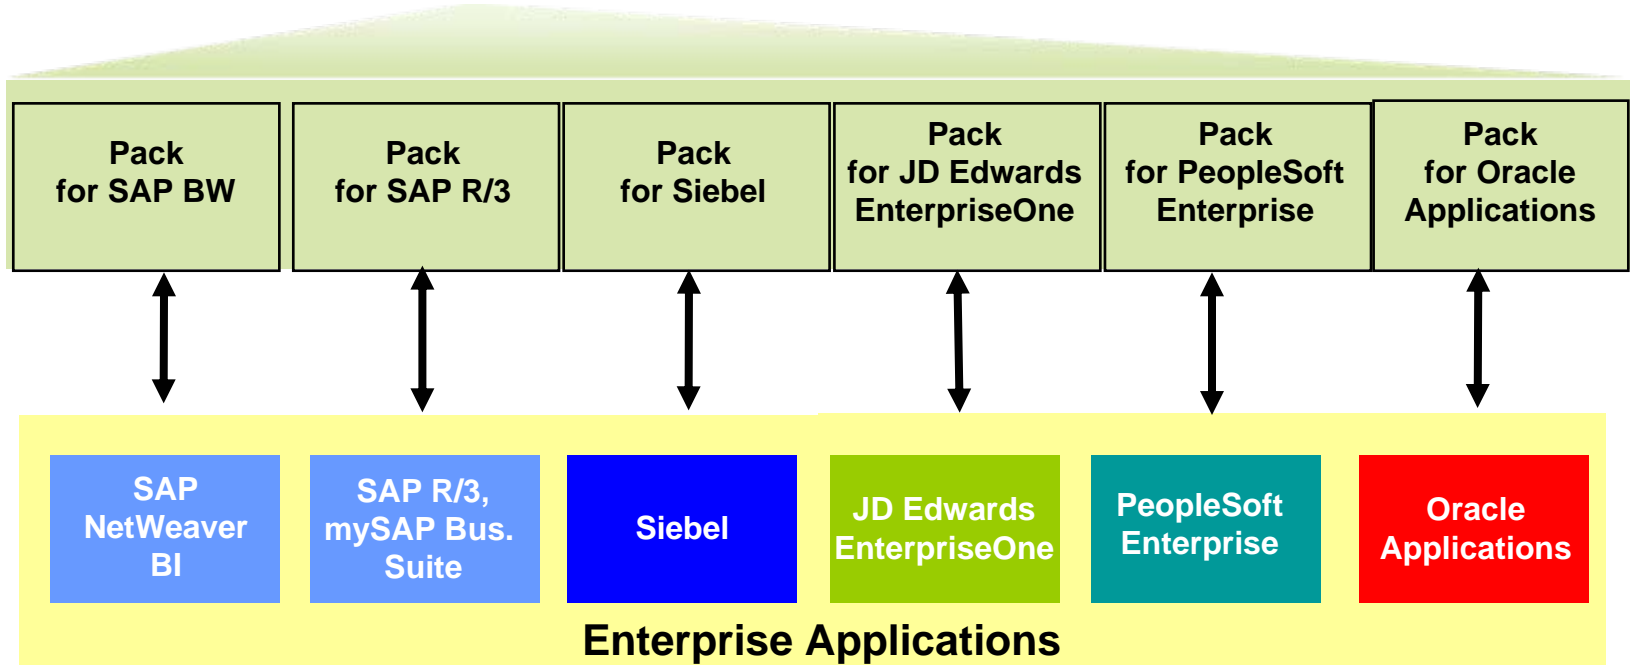 Pack
for SAP BW
Pack
for SAP R/3
Pack
for Siebel
Pack
for JD Edwards
EnterpriseOne
Pack
for PeopleSoft
Enterprise
Pack
for Oracle
Applications
SAP
NetWeaver
BI
SAP R/3,
mySAP Bus.
Suite
Siebel
JD Edwards
EnterpriseOne
PeopleSoft
Enterprise
Oracle
Applications
Enterprise Applications